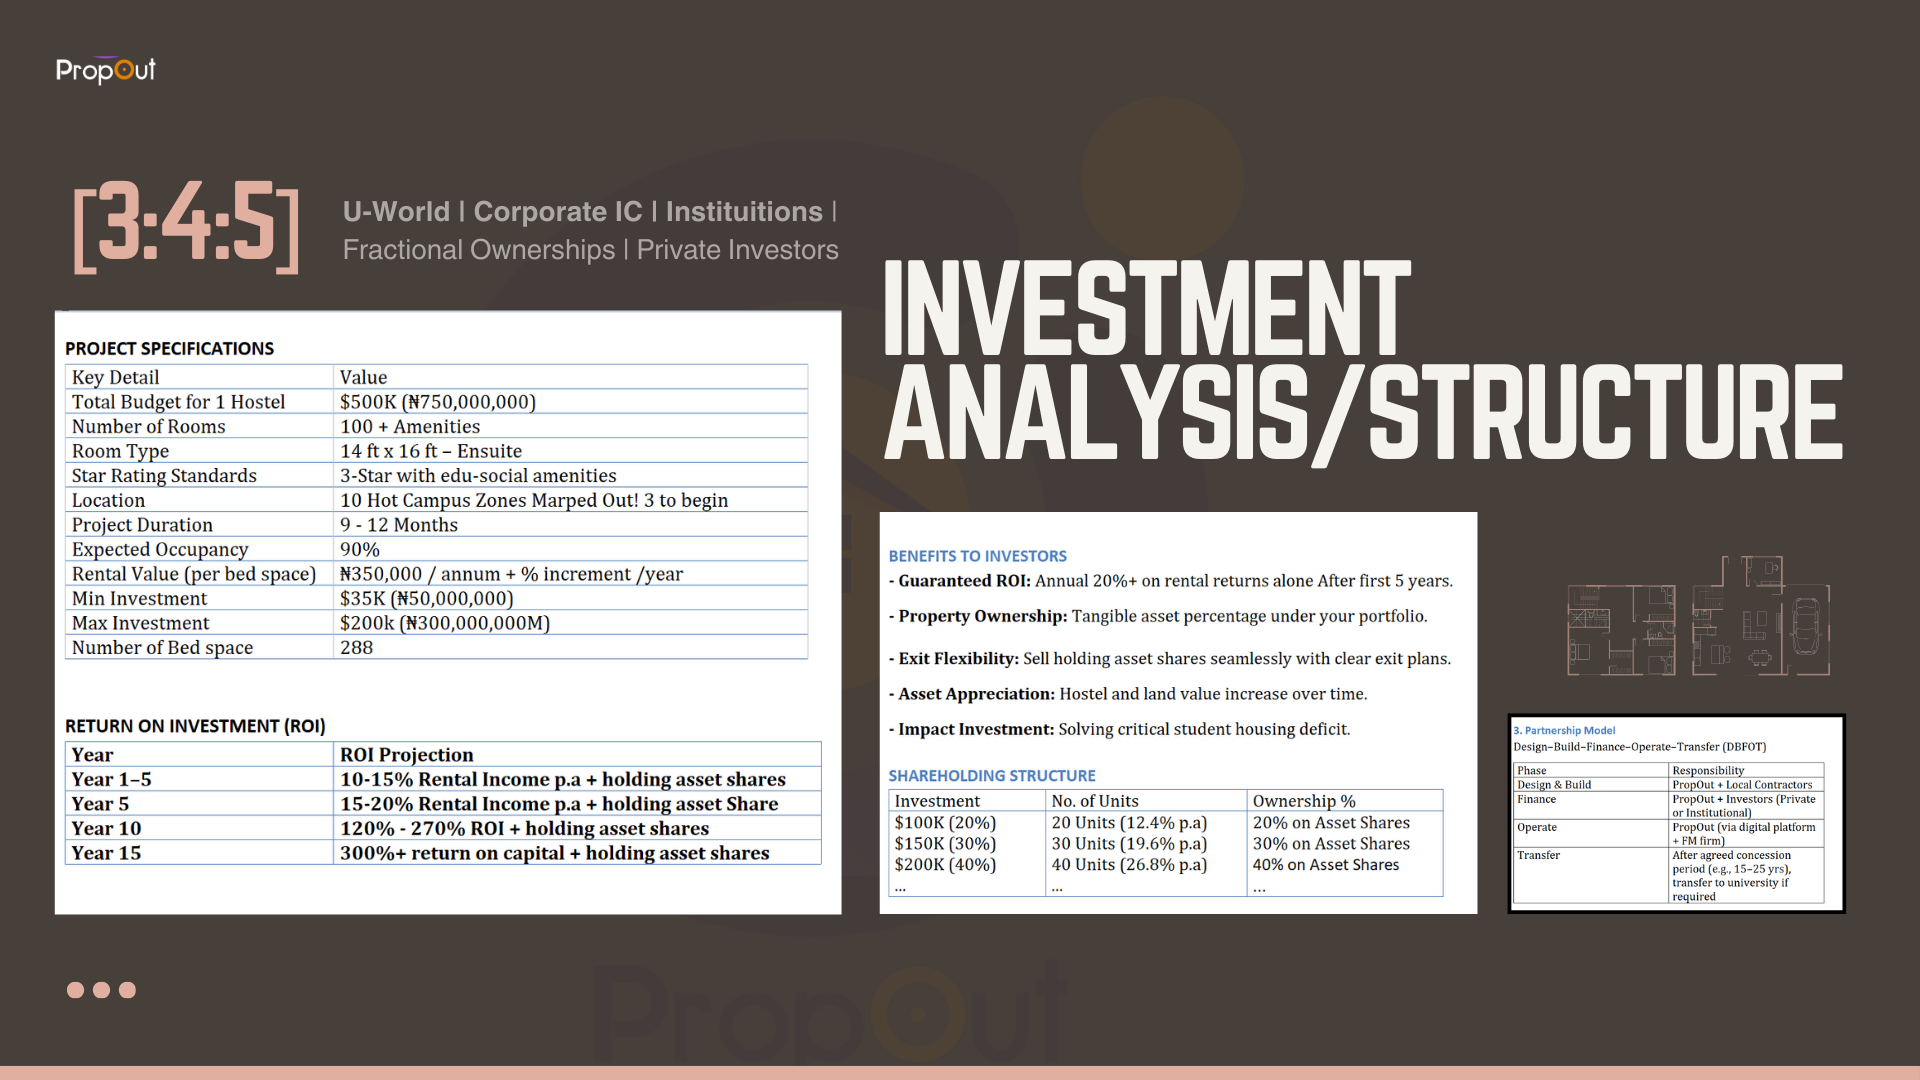 PropOut
[3:4:5]
U-World | Corporate IC | Instituitions |
Fractional Ownerships | Private Investors
INVESTMENT
ANALYSIS/STRUCTURE
PROJECT SPECIFICATIONS
Key Detail Value
Total Budget for 1 Hostel $500K (₦750,000,000)
Number of Rooms 100 + Amenities
Room Type 14 ft x 16 ft – Ensuite
Star Rating Standards 3-Star with edu-social amenities
Location 10 Hot Campus Zones Marped Out! 3 to begin
Project Duration 9 - 12 Months
Expected Occupancy 90%
Rental Value (per bed space) ₦350,000 / annum + % increment /year
Min Investment $35K (₦50,000,000)
Max Investment $200k (₦300,000,000M)
Number of Bed space 288
RETURN ON INVESTMENT (ROI)
Year ROI Projection
Year 1–5 10-15% Rental Income p.a + holding asset shares
Year 5 15-20% Rental Income p.a + holding asset Share
Year 10 120% - 270% ROI + holding asset shares
Year 15 300%+ return on capital + holding asset shares
BENEFITS TO INVESTORS
- Guaranteed ROI: Annual 20%+ on rental returns alone After first 5 years.
- Property Ownership: Tangible asset percentage under your portfolio.
- Exit Flexibility: Sell holding asset shares seamlessly with clear exit plans.
- Asset Appreciation: Hostel and land value increase over time.
- Impact Investment: Solving critical student housing deficit.
SHAREHOLDING STRUCTURE
Investment No. of Units Ownership %
$100K (20%) 20 Units (12.4% p.a) 20% on Asset Shares
$150K (30%) 30 Units (19.6% p.a) 30% on Asset Shares
$200K (40%) 40 Units (26.8% p.a) 40% on Asset Shares
... ... ...
3. Partnership Model
Design–Build–Finance–Operate–Transfer (DBFOT)
Phase Responsibility
Design & Build PropOut + Local Contractors
Finance PropOut + Investors (Private
or Institutional)
Operate PropOut (via digital platform
+ FM firm)
Transfer After agreed concession
period (e.g., 15–25 yrs),
transfer to university if
required
PropOut